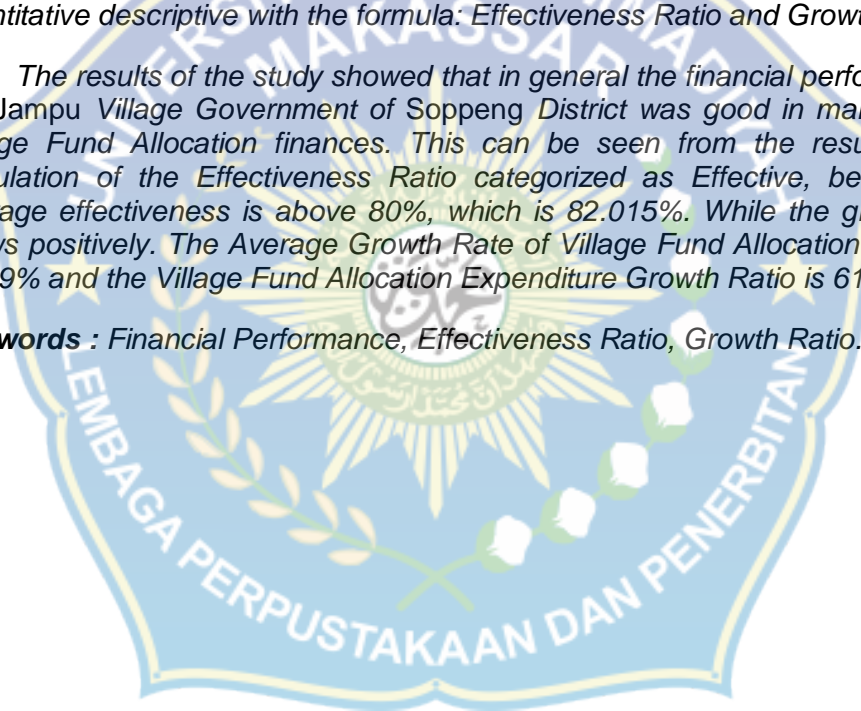 ntitative descriptive with the formula: Effectiveness Ratio and Growt
The results of the study showed that in general the financial perfo
Jampu Village Government of Soppeng District was good in ma
ge Fund Allocation finances. This can be seen from the resu
ulation of the Effectiveness Ratio categorized as Effective, be
age effectiveness is above 80%, which is 82.015%. While the g
s positively. The Average Growth Rate of Village Fund Allocation
9% and the Village Fund Allocation Expenditure Growth Ratio is 61
words : Financial Performance, Effectiveness Ratio, Growth Ratio.
MAKASSAR
LEMBAGA PERPUSTAKAAN DAN PENERBITAN